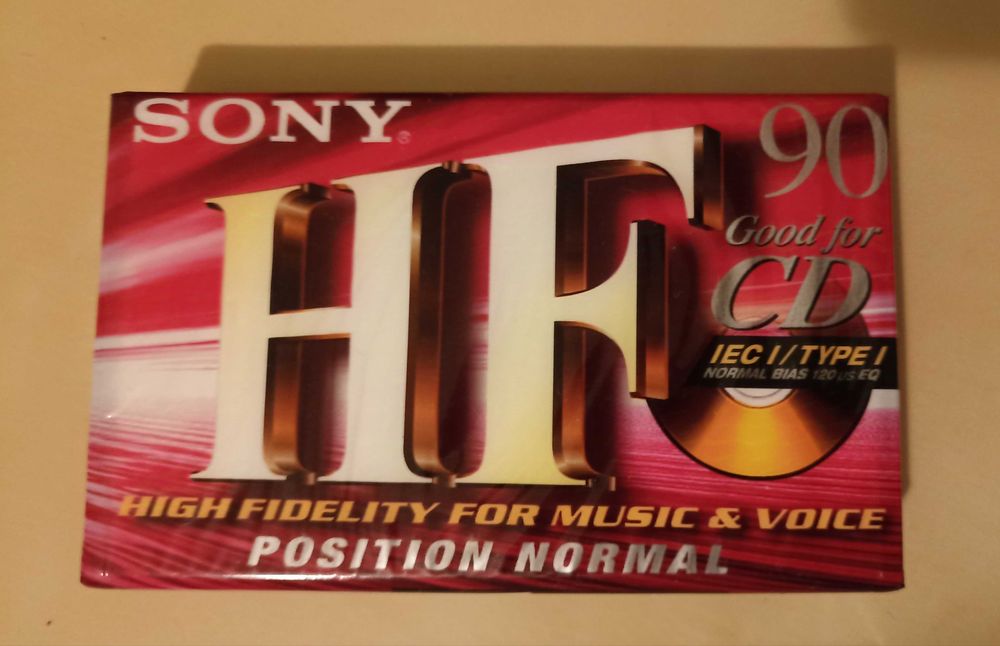 SONY®
HF
90
Good for
CD
IEC I/TYPE I
NORMAL BIAS 120 µs EQ
HIGH FIDELITY FOR MUSIC & VOICE
POSITION NORMAL